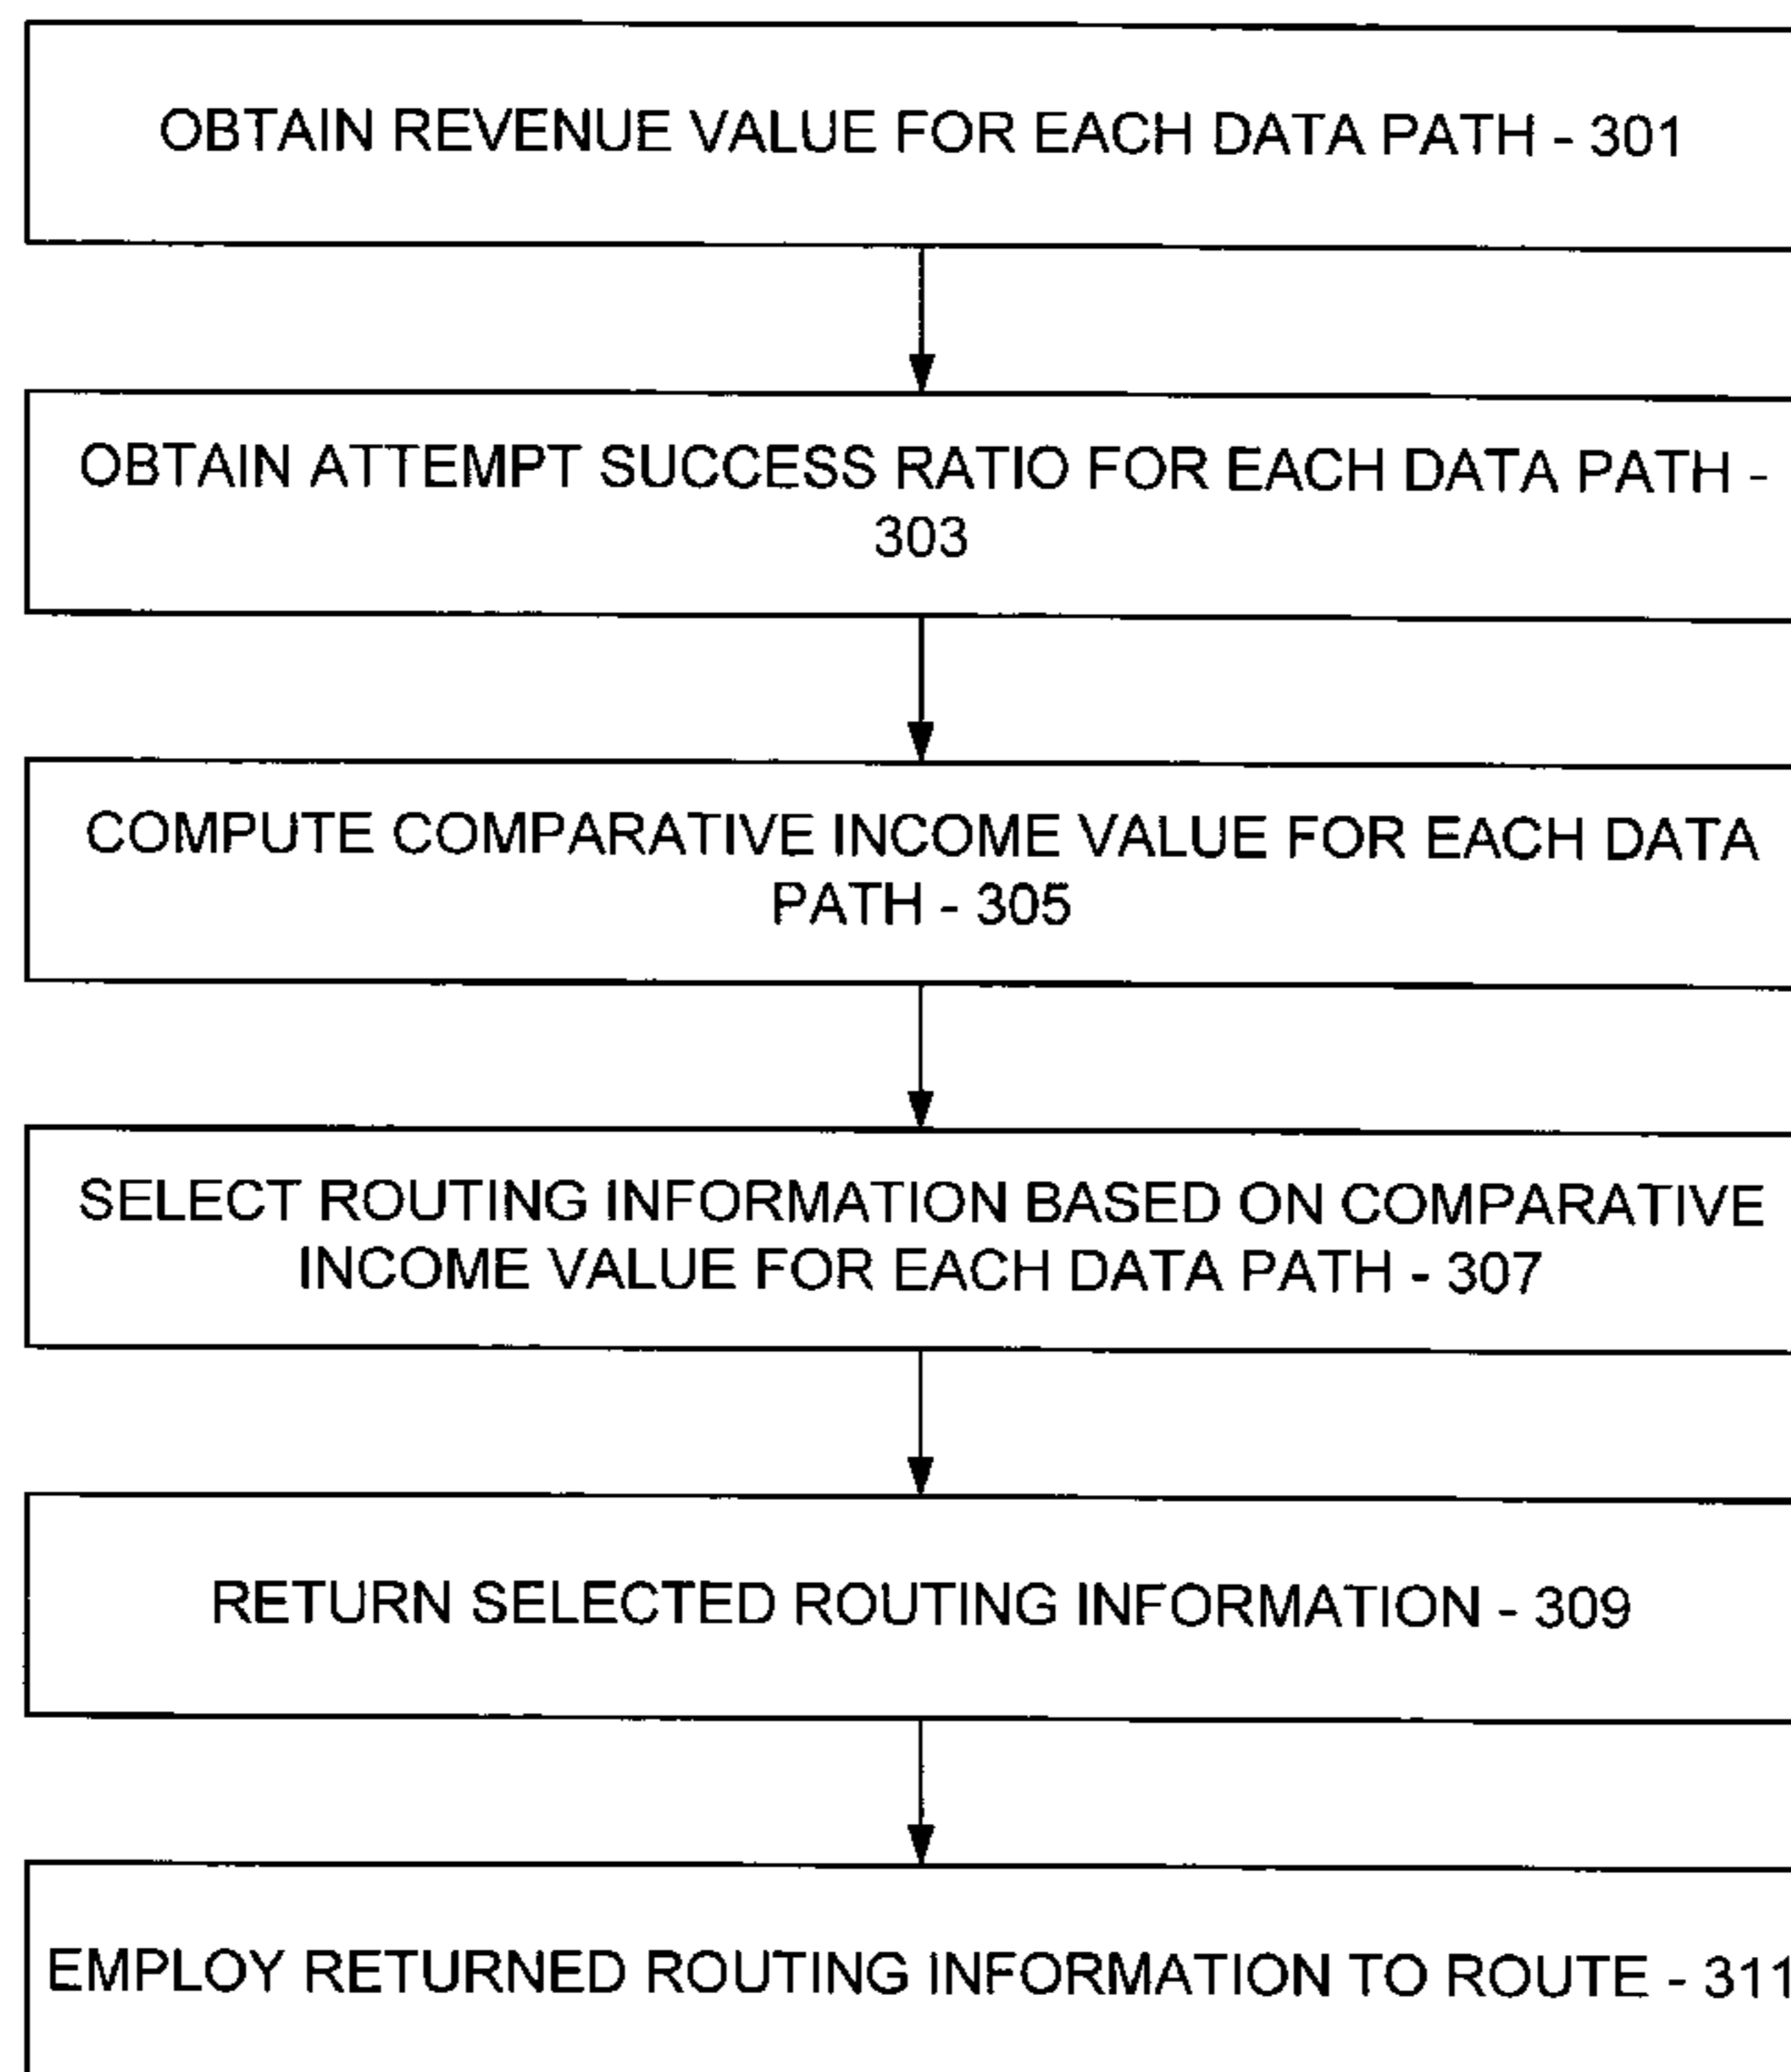 OBTAIN REVENUE VALUE FOR EACH DATA PATH - 301
OBTAIN ATTEMPT SUCCESS RATIO FOR EACH DATA PATH -
303
COMPUTE COMPARATIVE INCOME VALUE FOR EACH DATA
PATH - 305
SELECT ROUTING INFORMATION BASED ON COMPARATIVE
INCOME VALUE FOR EACH DATA PATH - 307
RETURN SELECTED ROUTING INFORMATION - 309
EMPLOY RETURNED ROUTING INFORMATION TO ROUTE - 311